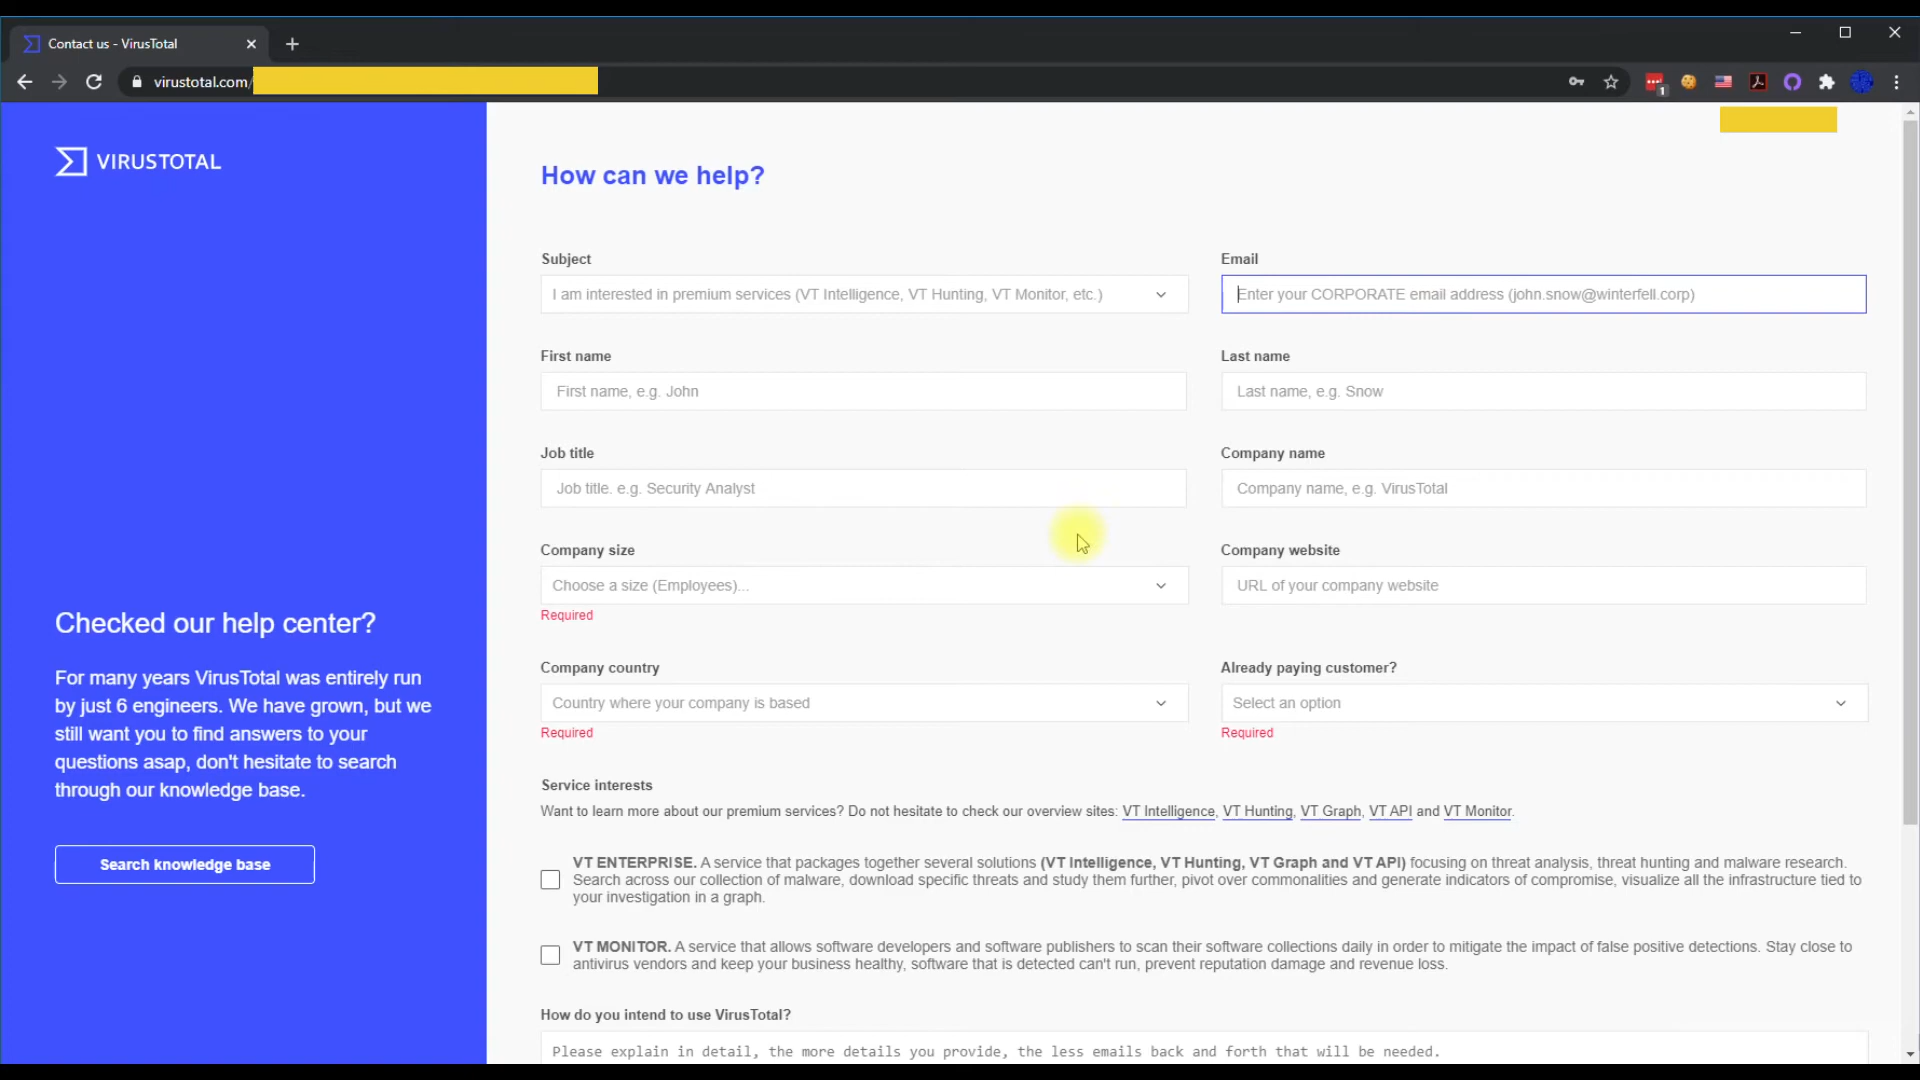 Contact us - VirusTotal
virustotal.com/
1
VIRUSTOTAL
How can we help?
Subject
Email
I am interested in premium services (VT Intelligence, VT Hunting, VT Monitor, etc.)
Enter your CORPORATE email address (john.snow@winterfell.corp)
First name
Last name
First name, e.g. John
Last name, e.g. Snow
Job title
Company name
Job title. e.g. Security Analyst
Company name, e.g. VirusTotal
Company size
Company website
Choose a size (Employees)...
URL of your company website
Required
Company country
Already paying customer?
Country where your company is based
Select an option
Required
Required
Checked our help center?
For many years VirusTotal was entirely run
by just 6 engineers. We have grown, but we
still want you to find answers to your
questions asap, don't hesitate to search
through our knowledge base.
Search knowledge base
Service interests
Want to learn more about our premium services? Do not hesitate to check our overview sites: VT Intelligence, VT Hunting, VT Graph, VT API and VT Monitor.
VT ENTERPRISE. A service that packages together several solutions (VT Intelligence, VT Hunting, VT Graph and VT API) focusing on threat analysis, threat hunting and malware research.
Search across our collection of malware, download specific threats and study them further, pivot over commonalities and generate indicators of compromise, visualize all the infrastructure tied to
your investigation in a graph.
VT MONITOR. A service that allows software developers and software publishers to scan their software collections daily in order to mitigate the impact of false positive detections. Stay close to
antivirus vendors and keep your business healthy, software that is detected can't run, prevent reputation damage and revenue loss.
How do you intend to use VirusTotal?
Please explain in detail, the more details you provide, the less emails back and forth that will be needed.